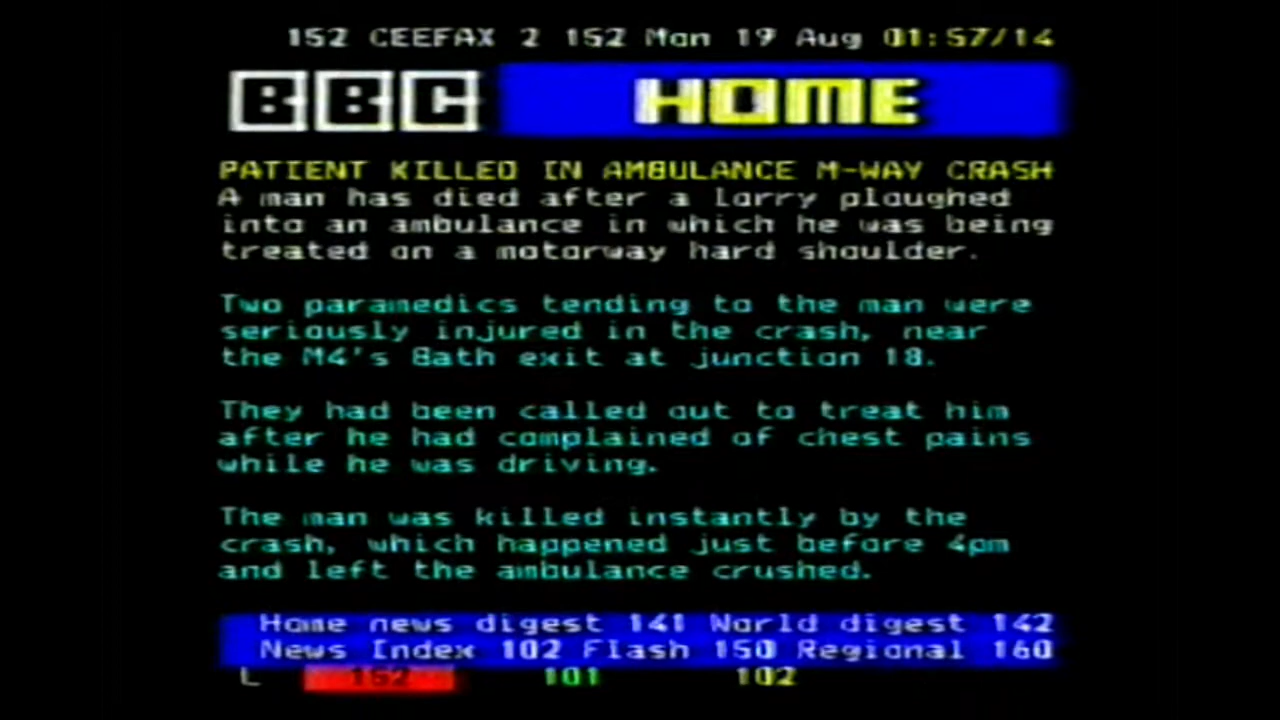 152 CEEFAX 2 152 Mon 19 Aug 01:57/14
BBC HOME
PATIENT KILLED IN AMBULANCE M-WAY CRASH
A man has died after a lorry ploughed
into an ambulance in which he was being
treated on a motorway hard shoulder.
Two paramedics tending to the man were
seriously injured in the crash, near
the M4's Bath exit at junction 18.
They had been called out to treat him
after he had complained of chest pains
while he was driving.
The man was killed instantly by the
crash, which happened just before 4pm
and left the ambulance crushed.
Home news digest 141 World digest 142
News Index 102 Flash 150 Regional 160
L 152 101 102